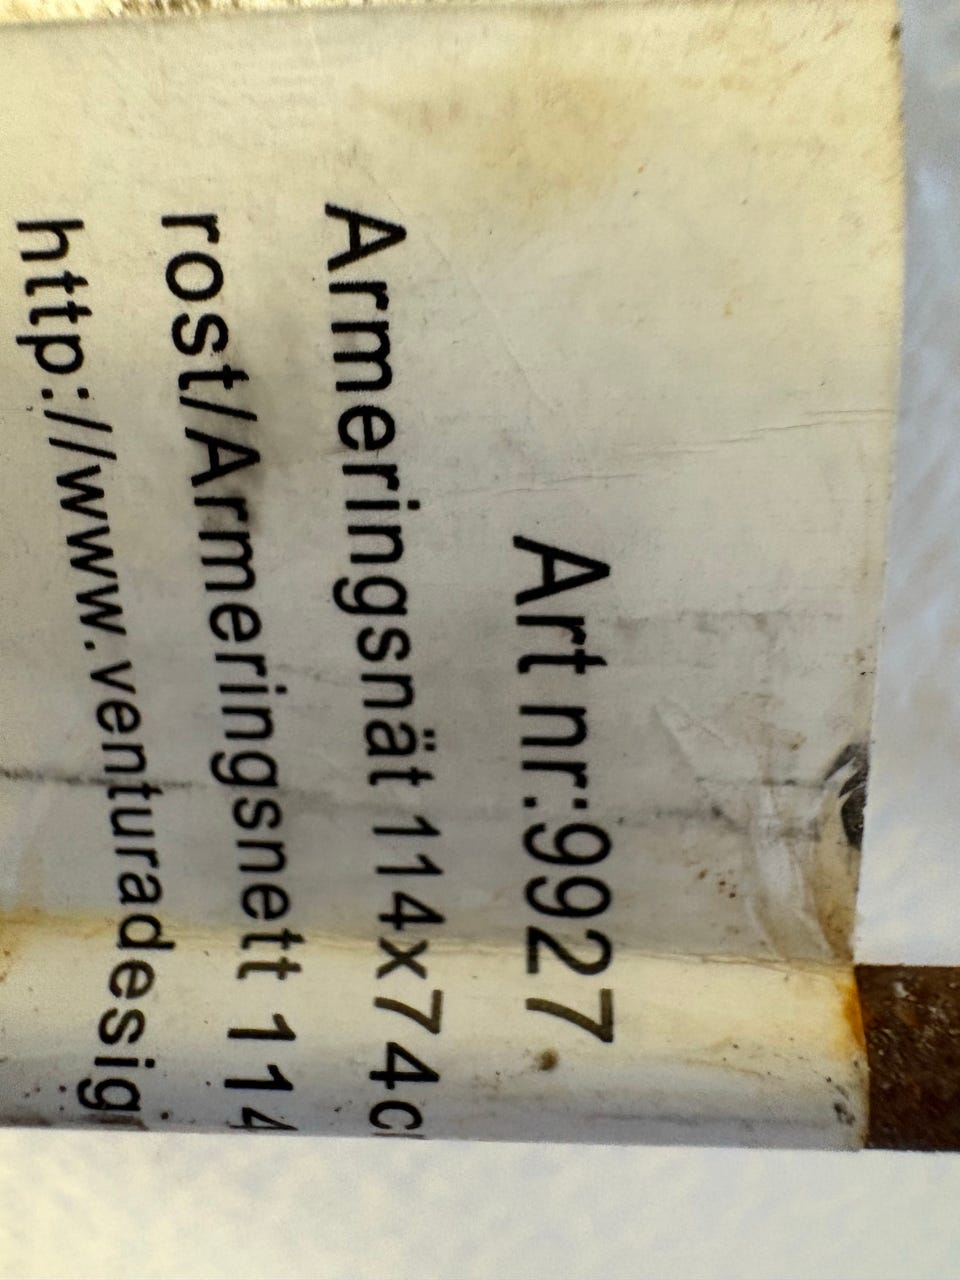 Art nr:9927
Armeringsnät 114x74c
rost/Armeringsnett 114
http://www.venturadesig